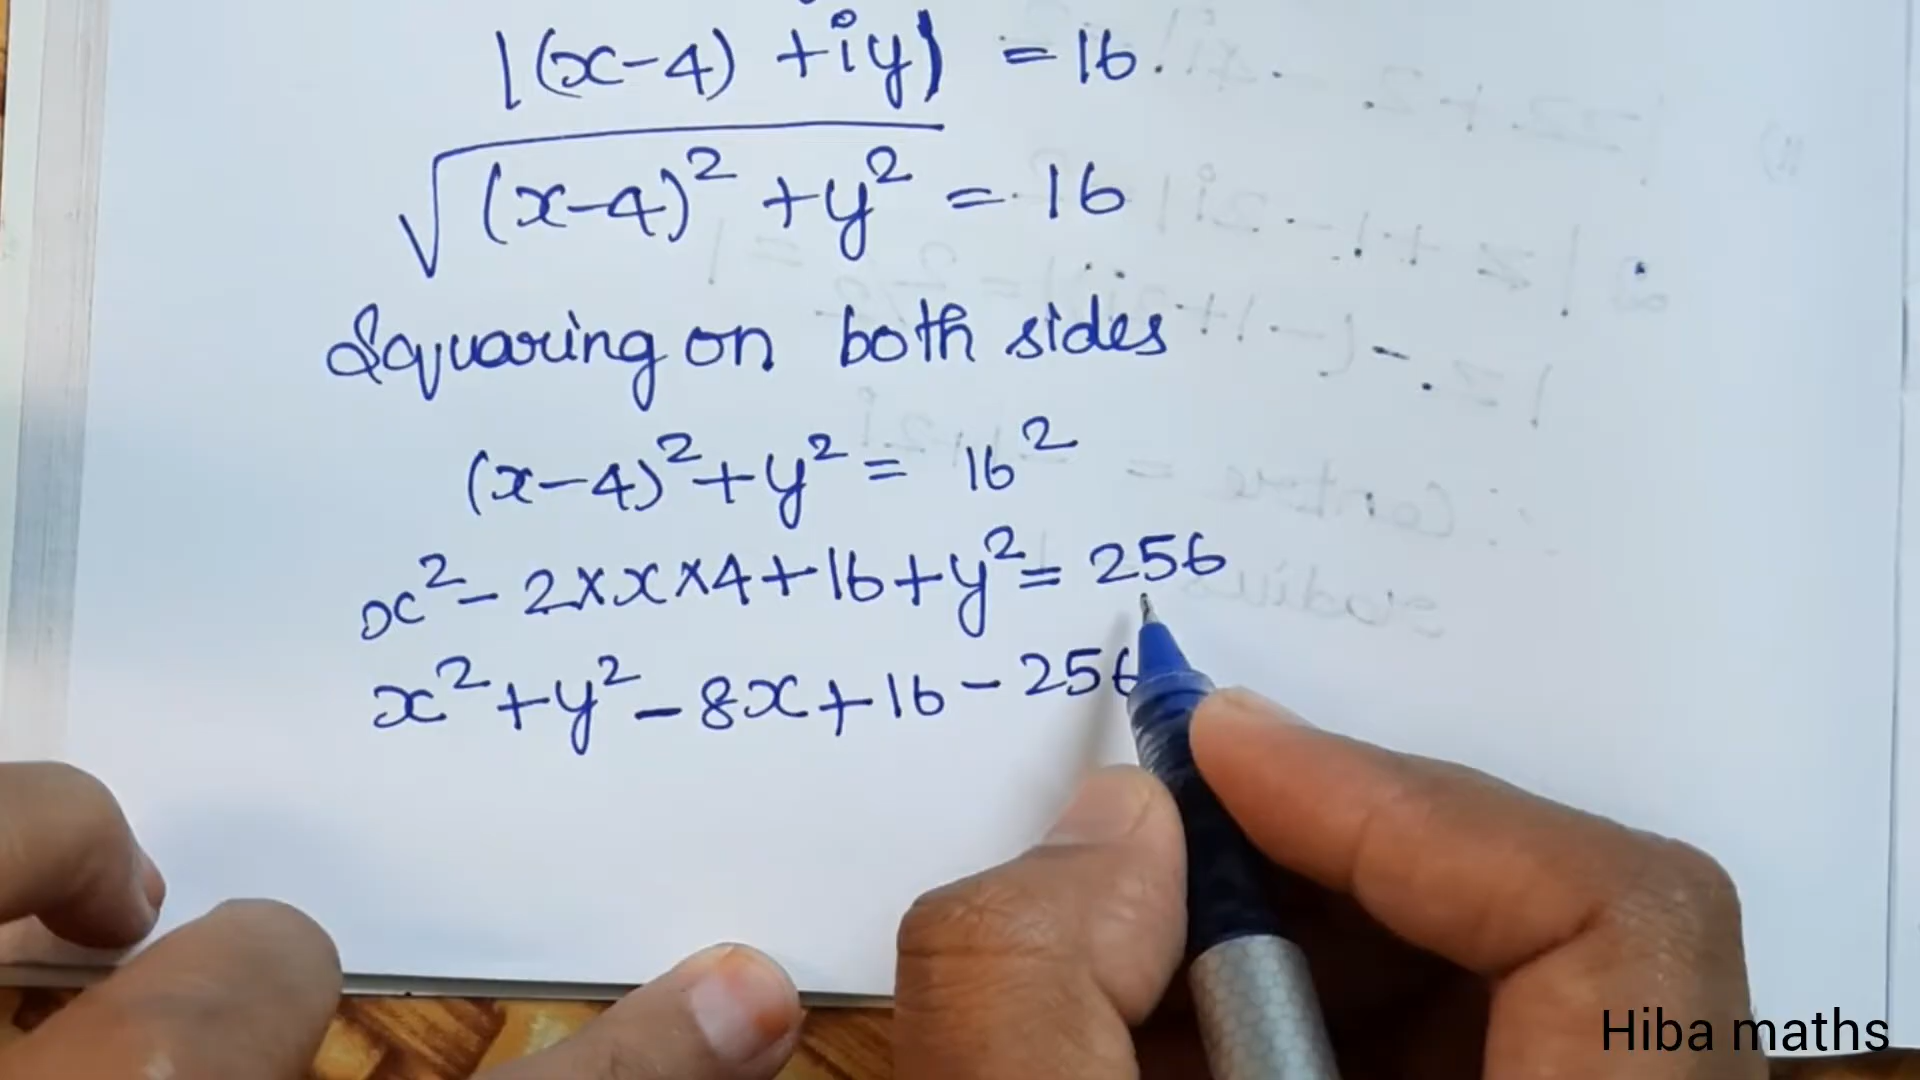 |(x-4) +iy| = 16
√(x-4)² + y² = 16
Squaring on both sides
(x-4)² + y² = 16²
x² - 2×x×4+16+y² = 256
x² + y² - 8x + 16 - 256
Hiba maths